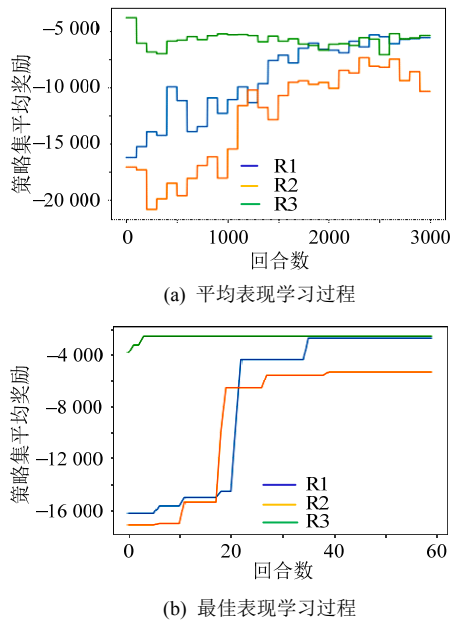 策略集平均奖励
−5 000
−10 000
−15 000
−20 000
R1
R2
R3
0
1000
2000
3000
回合数
(a) 平均表现学习过程
策略集平均奖励
−4 000
−8 000
−12 000
−16 000
R1
R2
R3
0
20
40
60
回合数
(b) 最佳表现学习过程